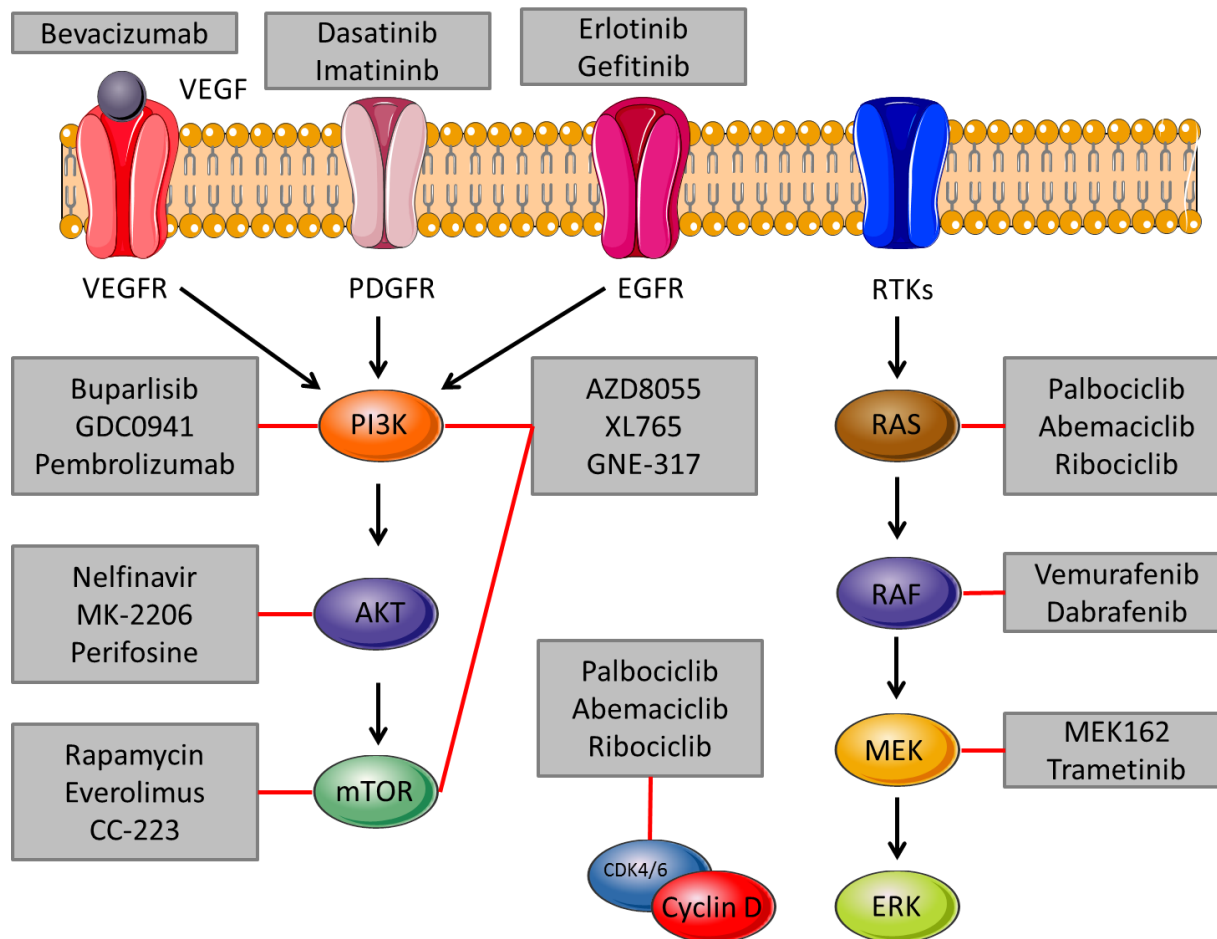 Bevacizumab
Dasatinib
Imatininb
Erlotinib
Gefitinib
VEGF
VEGFR
PDGFR
EGFR
RTKs
Buparlisib
GDC0941
Pembrolizumab
PI3K
AZD8055
XL765
GNE-317
RAS
Palbociclib
Abemaciclib
Ribociclib
Nelfinavir
MK-2206
Perifosine
AKT
RAF
Vemurafenib
Dabrafenib
Palbociclib
Abemaciclib
Ribociclib
Rapamycin
Everolimus
CC-223
mTOR
MEK
MEK162
Trametinib
CDK4/6
Cyclin D
ERK